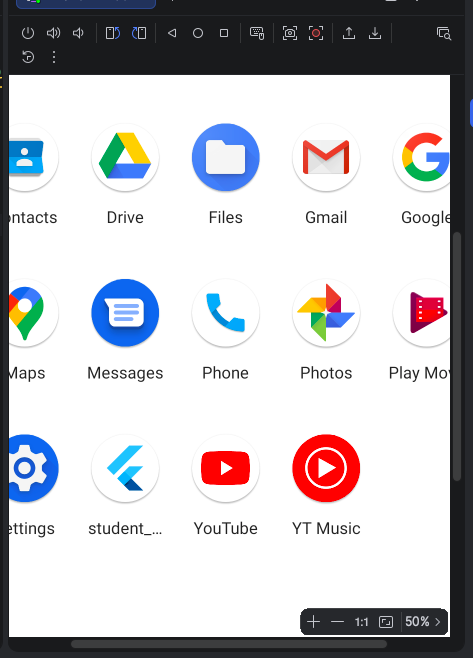 ontacts Drive Files Gmail Google
Maps Messages Phone Photos Play Mov
ettings student_... YouTube YT Music
1:1 50%